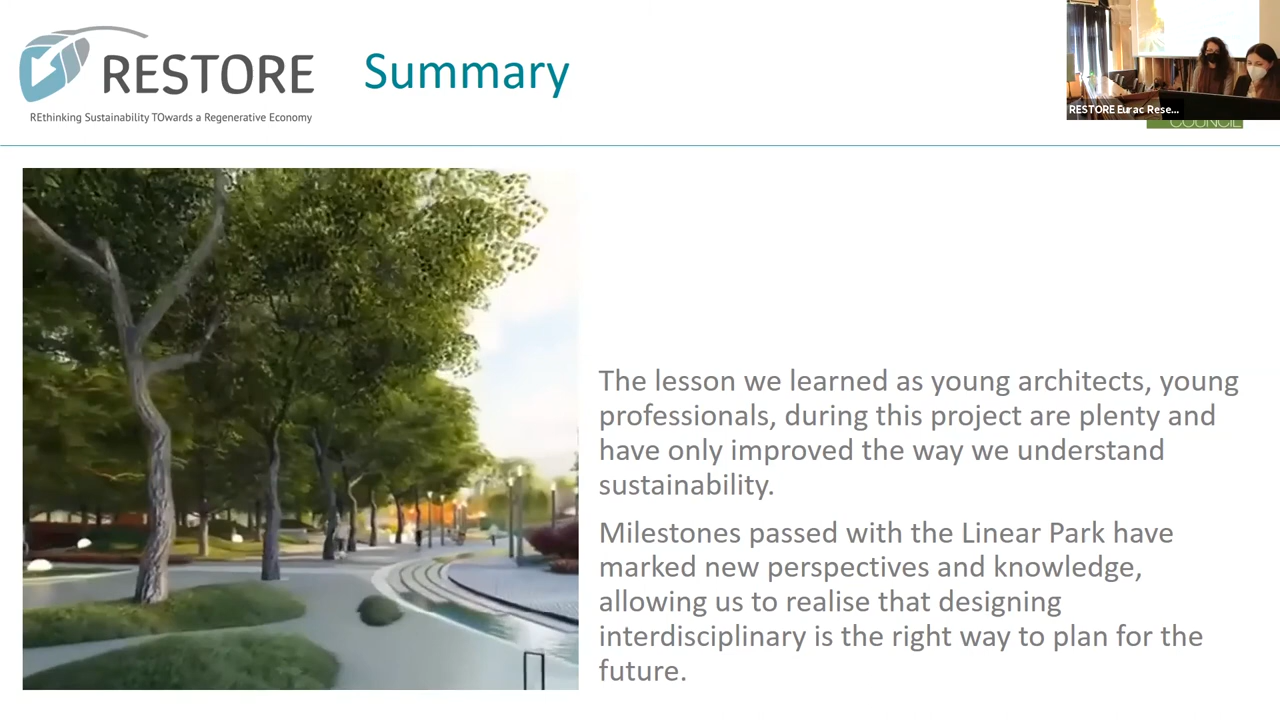 RESTORE
REthinking Sustainability TOwards a Regenerative Economy
Summary
RESTORE Eurac Rese...
COUNCIL
The lesson we learned as young architects, young
professionals, during this project are plenty and
have only improved the way we understand
sustainability.
Milestones passed with the Linear Park have
marked new perspectives and knowledge,
allowing us to realise that designing
interdisciplinary is the right way to plan for the
future.